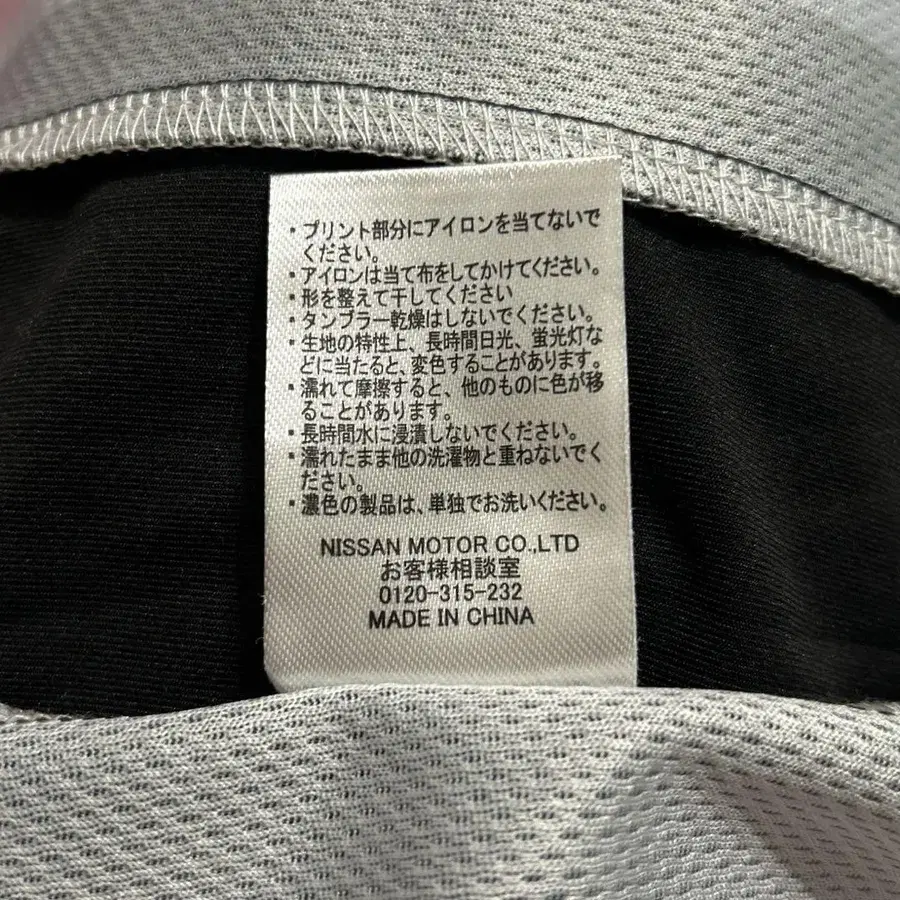 ・プリント部分にアイロンを当てないで
ください。
・アイロンは当て布をしてかけてください。
・形を整えて干してください
・タンブラー乾燥はしないでください。
・生地の特性上、長時間日光、蛍光灯な
どに当たると、変色することがあります。
・濡れて摩擦すると、他のものに色が移
ることがあります。
・長時間水に浸漬しないでください。
・濡れたまま他の洗濯物と重ねないでく
ださい。
・濃色の製品は、単独でお洗いください。
NISSAN MOTOR CO.,LTD
お客様相談室
0120-315-232
MADE IN CHINA